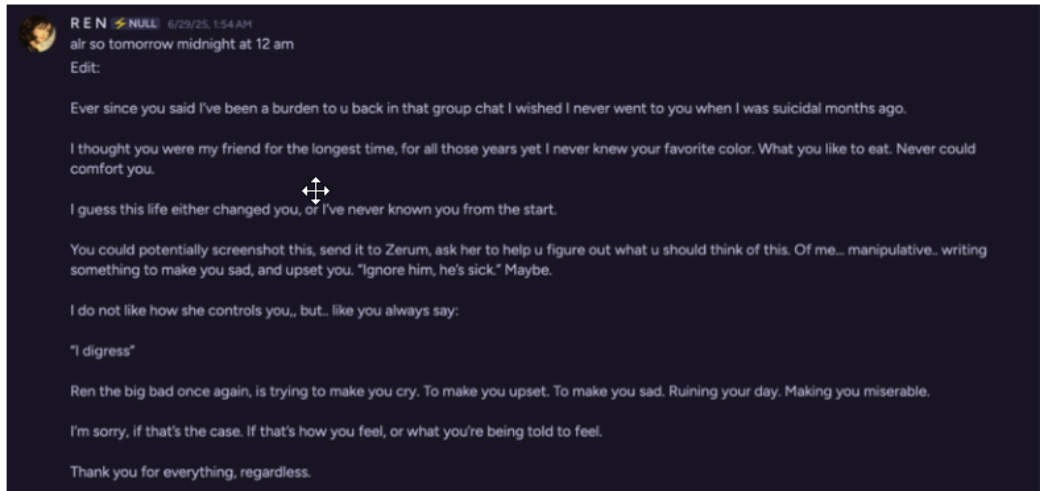 R E N ⚡NULL 6/29/25, 1:54 AM
alr so tomorrow midnight at 12 am
Edit:
Ever since you said I've been a burden to u back in that group chat I wished I never went to you when I was suicidal months ago.
I thought you were my friend for the longest time, for all those years yet I never knew your favorite color. What you like to eat. Never could
comfort you.
I guess this life either changed you, or I've never known you from the start.
You could potentially screenshot this, send it to Zerum, ask her to help u figure out what u should think of this. Of me... manipulative.. writing
something to make you sad, and upset you. "Ignore him, he's sick." Maybe.
I do not like how she controls you,, but.. like you always say:
"I digress"
Ren the big bad once again, is trying to make you cry. To make you upset. To make you sad. Ruining your day. Making you miserable.
I'm sorry, if that's the case. If that's how you feel, or what you're being told to feel.
Thank you for everything, regardless.